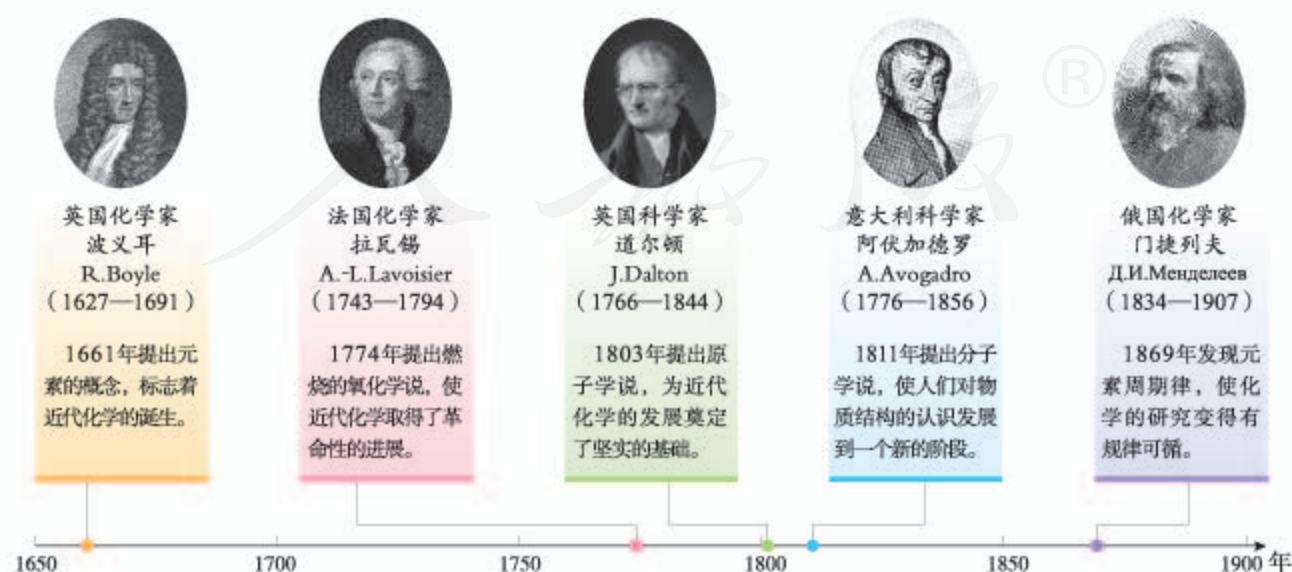 英国化学家
波义耳
R.Boyle
（1627—1691）
1661年提出元
素的概念，标志着
近代化学的诞生。
法国化学家
拉瓦锡
A.-L.Lavoisier
（1743—1794）
1774年提出燃
烧的氧化学说，使
近代化学取得了革
命性的进展。
英国科学家
道尔顿
J.Dalton
（1766—1844）
1803年提出原
子学说，为近代
化学的发展奠定
了坚实的基础。
意大利科学家
阿伏加德罗
A.Avogadro
（1776—1856）
1811年提出分子
学说，使人们对物
质结构的认识发展
到一个新的阶段。
俄国化学家
门捷列夫
Д.И.Менделеев
（1834—1907）
1869年发现元
素周期律，使化
学的研究变得有
规律可循。
1650 1700 1750 1800 1850 1900 年
人教版®